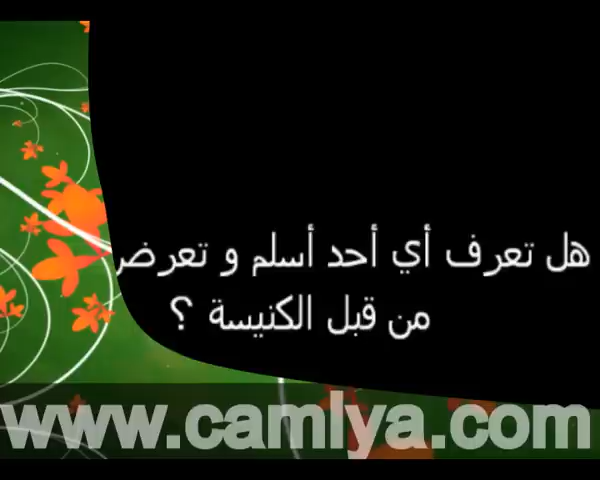 هل تعرف أي أحد أسلم و تعرض
من قبل الكنيسة ؟
www.camlya.com